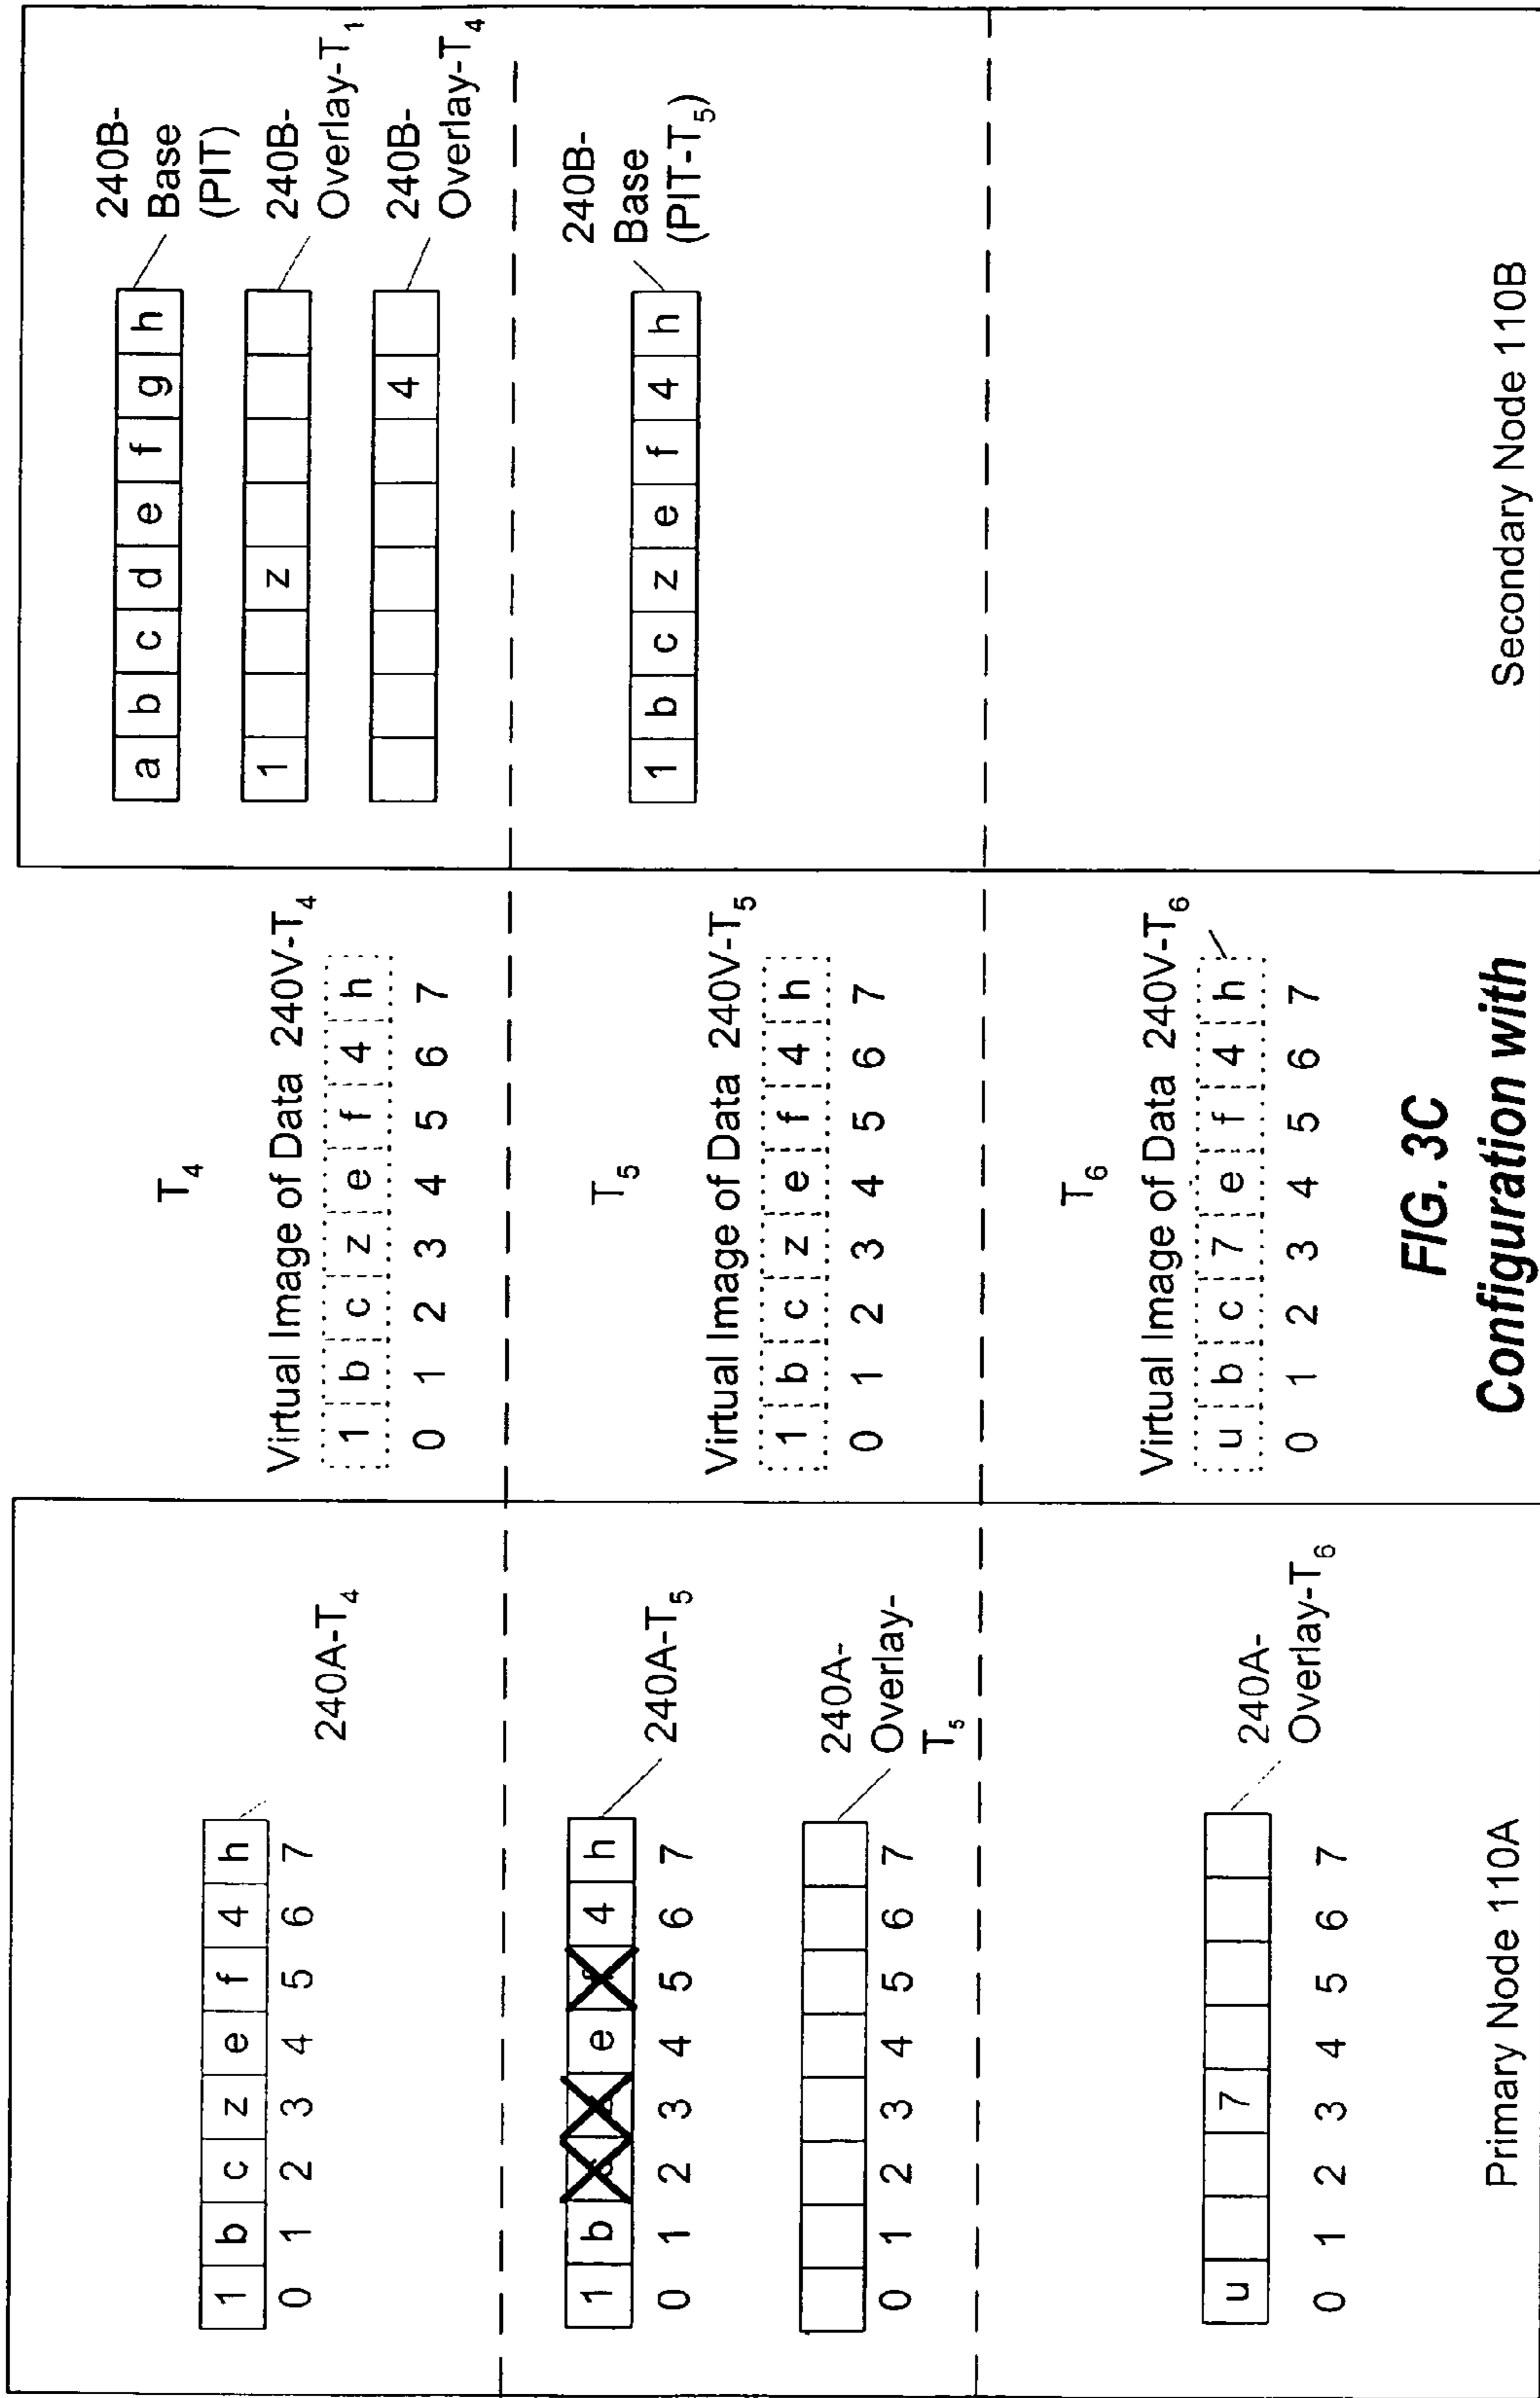 T4
240A-T4
1 b c z e f 4 h
0 1 2 3 4 5 6 7
Virtual Image of Data 240V-T4
1 b c z e f 4 h
0 1 2 3 4 5 6 7
a b c d e f g h
240B-
Base
(PIT)
1 z
240B-
Overlay-T1
4
240B-
Overlay-T4
T5
1 b e 4 h
0 1 2 3 4 5 6 7
240A-T5
0 1 2 3 4 5 6 7
240A-
Overlay-
T5
Virtual Image of Data 240V-T5
1 b c z e f 4 h
0 1 2 3 4 5 6 7
1 b c z e f 4 h
240B-
Base
(PIT-T5)
T6
u 7
0 1 2 3 4 5 6 7
240A-
Overlay-T6
Virtual Image of Data 240V-T6
u b c 7 e f 4 h
0 1 2 3 4 5 6 7
Primary Node 110A
Secondary Node 110B
FIG. 3C
Configuration with